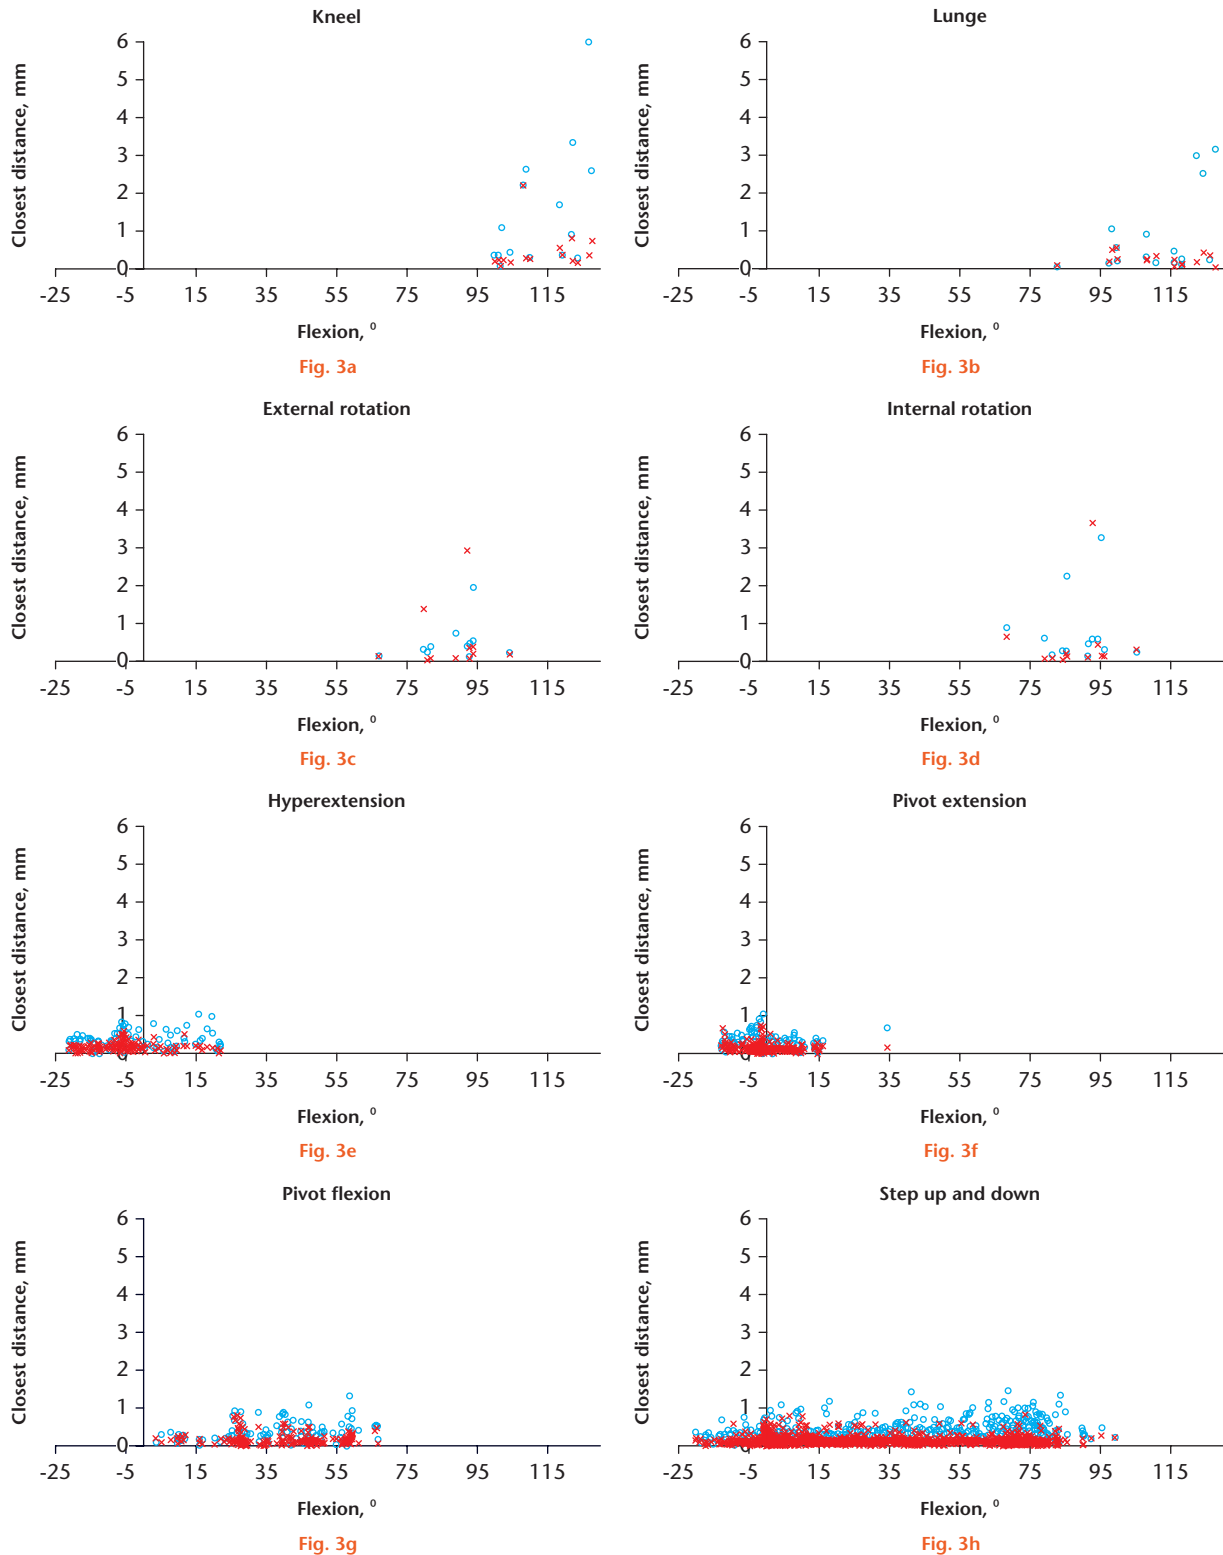 Kneel
6
5
4
3
2
1
0
-25 -5 15 35 55 75 95 115
Closest distance, mm
Flexion, º
Fig. 3a
Lunge
6
5
4
3
2
1
0
-25 -5 15 35 55 75 95 115
Closest distance, mm
Flexion, º
Fig. 3b
External rotation
6
5
4
3
2
1
0
-25 -5 15 35 55 75 95 115
Closest distance, mm
Flexion, º
Fig. 3c
Internal rotation
6
5
4
3
2
1
0
-25 -5 15 35 55 75 95 115
Closest distance, mm
Flexion, º
Fig. 3d
Hyperextension
6
5
4
3
2
1
0
-25 -5 15 35 55 75 95 115
Closest distance, mm
Flexion, º
Fig. 3e
Pivot extension
6
5
4
3
2
1
0
-25 -5 15 35 55 75 95 115
Closest distance, mm
Flexion, º
Fig. 3f
Pivot flexion
6
5
4
3
2
1
0
-25 -5 15 35 55 75 95 115
Closest distance, mm
Flexion, º
Fig. 3g
Step up and down
6
5
4
3
2
1
0
-25 -5 15 35 55 75 95 115
Closest distance, mm
Flexion, º
Fig. 3h